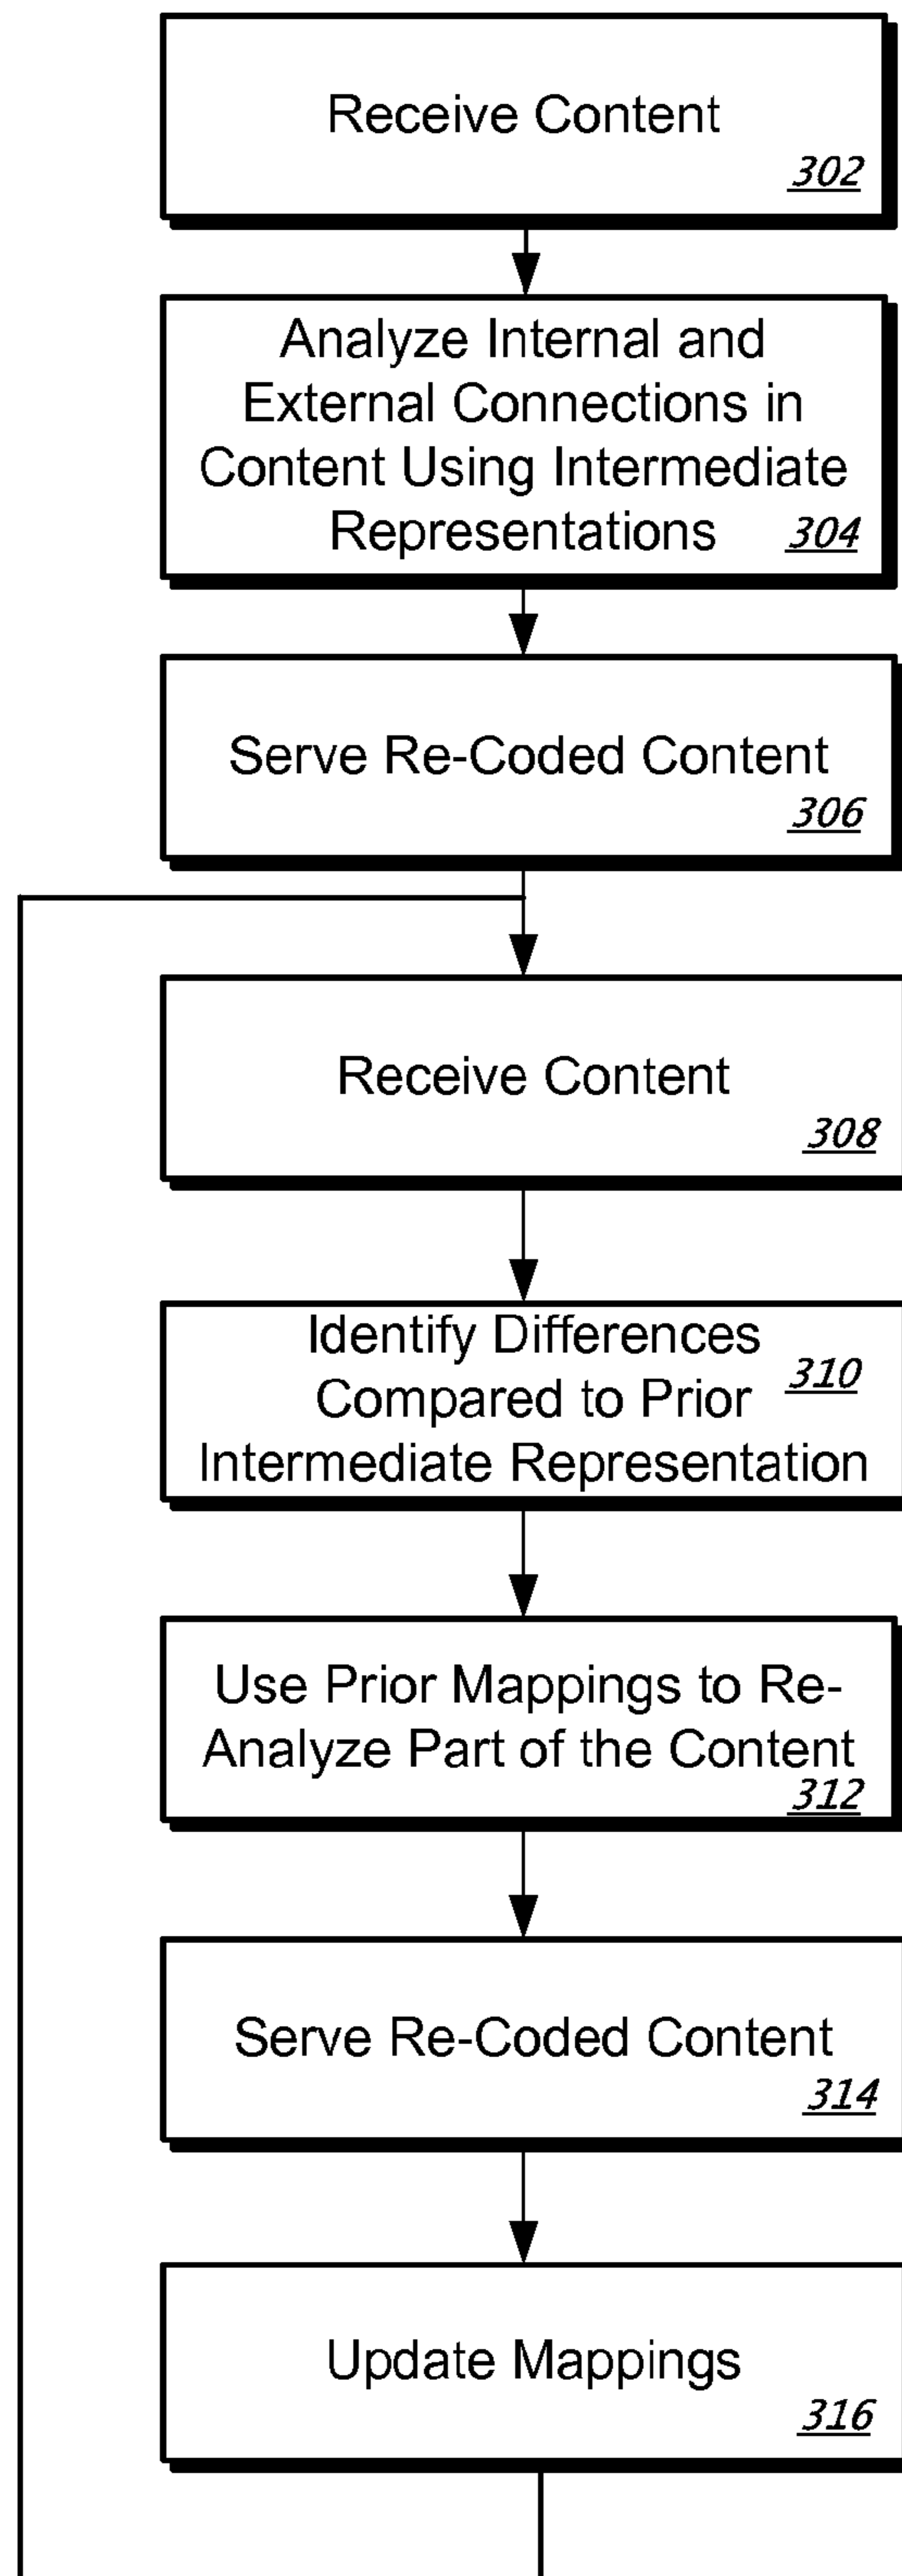 Receive Content
302
Analyze Internal and
External Connections in
Content Using Intermediate
Representations 304
Serve Re-Coded Content
306
Receive Content
308
Identify Differences
310
Compared to Prior
Intermediate Representation
Use Prior Mappings to Re-
Analyze Part of the Content
312
Serve Re-Coded Content
314
Update Mappings
316